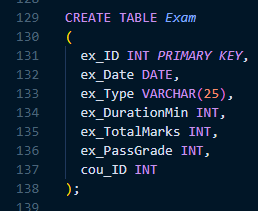 128
129 CREATE TABLE Exam
130 (
131 ex_ID INT PRIMARY KEY,
132 ex_Date DATE,
133 ex_Type VARCHAR(25),
134 ex_DurationMin INT,
135 ex_TotalMarks INT,
136 ex_PassGrade INT,
137 cou_ID INT
138 );